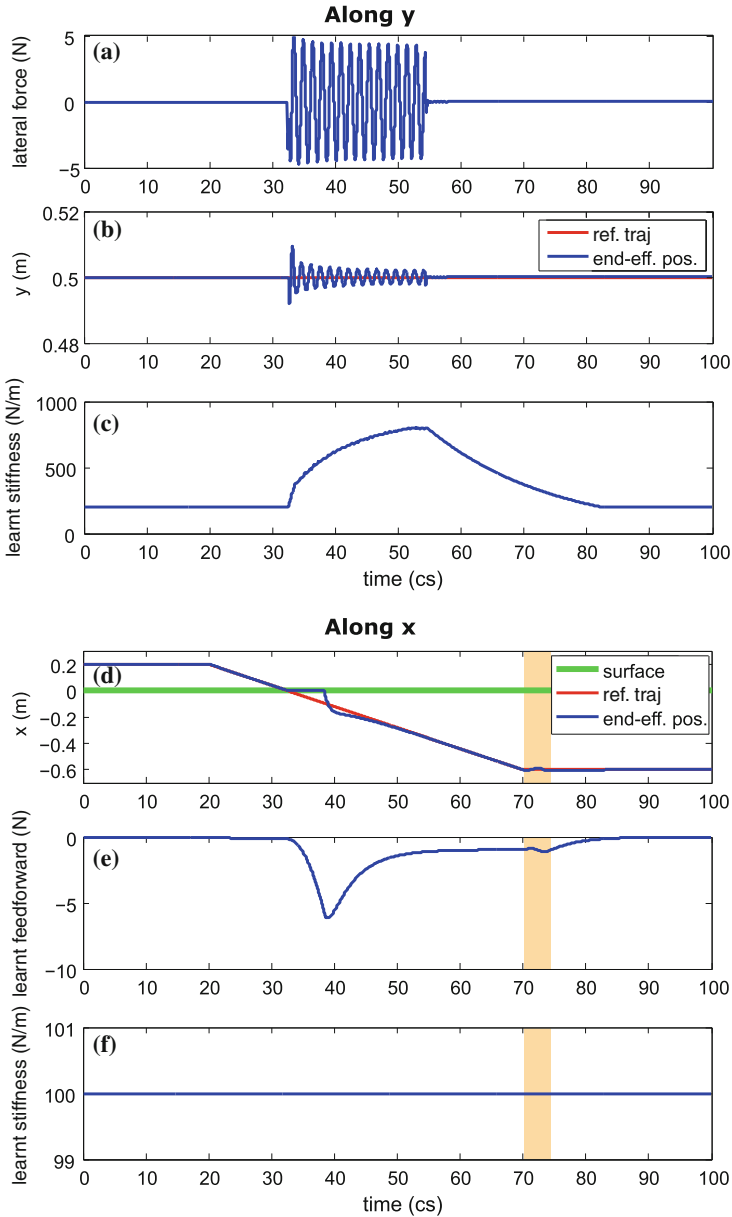 Along y
(a)
lateral force (N)
5
0
−5
0 10 20 30 40 50 60 70 80 90 100
(b)
y (m)
0.52
0.5
0.48
ref. traj
end-eff. pos.
0 10 20 30 40 50 60 70 80 90 100
(c)
learnt stiffness (N/m)
1000
500
0
0 10 20 30 40 50 60 70 80 90 100
time (cs)
Along x
(d)
x (m)
0.2
0
−0.2
−0.4
−0.6
surface
ref. traj
end-eff. pos.
0 10 20 30 40 50 60 70 80 90 100
(e)
learnt feedforward (N)
0
−5
−10
0 10 20 30 40 50 60 70 80 90 100
(f)
learnt stiffness (N/m)
101
100
99
0 10 20 30 40 50 60 70 80 90 100
time (cs)